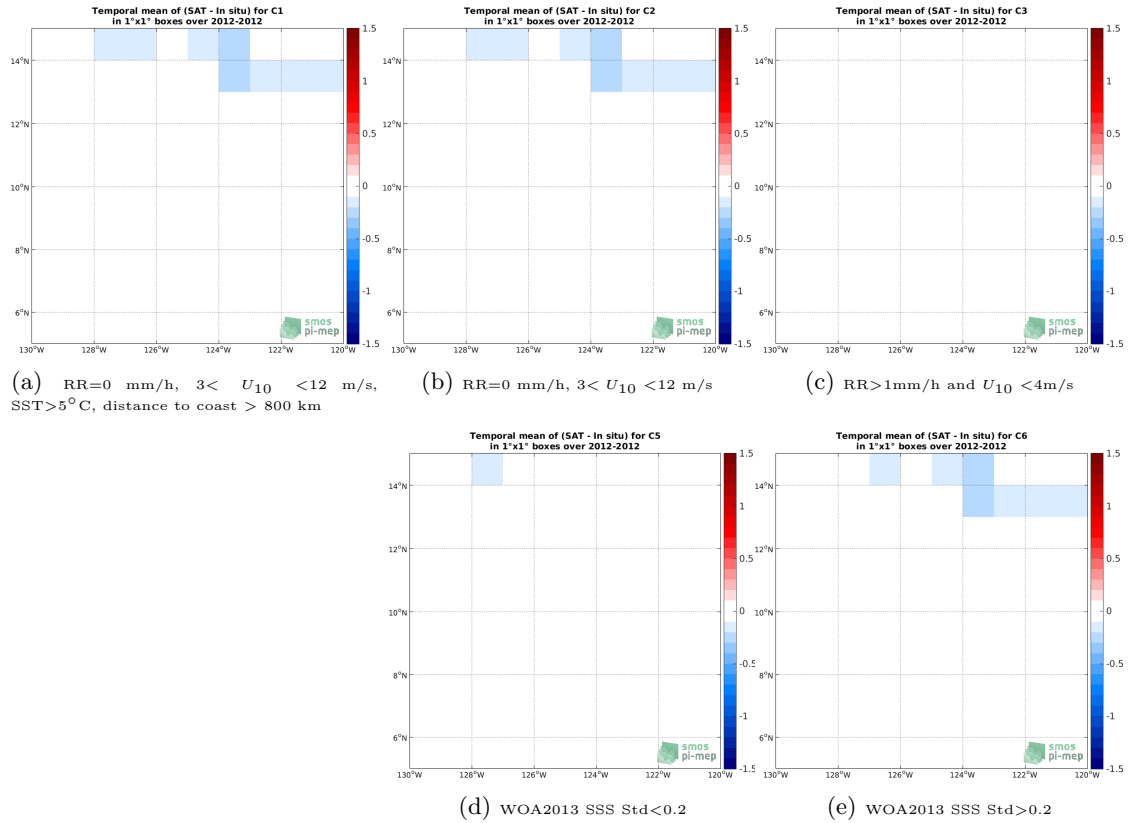 Temporal mean of (SAT - In situ) for C1
in 1°x1° boxes over 2012-2012
14°N
12°N
10°N
8°N
6°N
130°W 128°W 126°W 124°W 122°W 120°W
1.5
1
0.5
0
-0.5
-1
-1.5
smos
pi-mep
(a) RR=0 mm/h, 3< U10 <12 m/s,
SST>5°C, distance to coast > 800 km
Temporal mean of (SAT - In situ) for C2
in 1°x1° boxes over 2012-2012
14°N
12°N
10°N
8°N
6°N
130°W 128°W 126°W 124°W 122°W 120°W
1.5
1
0.5
0
-0.5
-1
-1.5
smos
pi-mep
(b) RR=0 mm/h, 3< U10 <12 m/s
Temporal mean of (SAT - In situ) for C3
in 1°x1° boxes over 2012-2012
14°N
12°N
10°N
8°N
6°N
130°W 128°W 126°W 124°W 122°W 120°W
1.5
1
0.5
0
-0.5
-1
-1.5
smos
pi-mep
(c) RR>1mm/h and U10 <4m/s
Temporal mean of (SAT - In situ) for C5
in 1°x1° boxes over 2012-2012
14°N
12°N
10°N
8°N
6°N
130°W 128°W 126°W 124°W 122°W 120°W
1.5
1
0.5
0
-0.5
-1
-1.5
smos
pi-mep
(d) WOA2013 SSS Std<0.2
Temporal mean of (SAT - In situ) for C6
in 1°x1° boxes over 2012-2012
14°N
12°N
10°N
8°N
6°N
130°W 128°W 126°W 124°W 122°W 120°W
1.5
1
0.5
0
-0.5
-1
-1.5
smos
pi-mep
(e) WOA2013 SSS Std>0.2